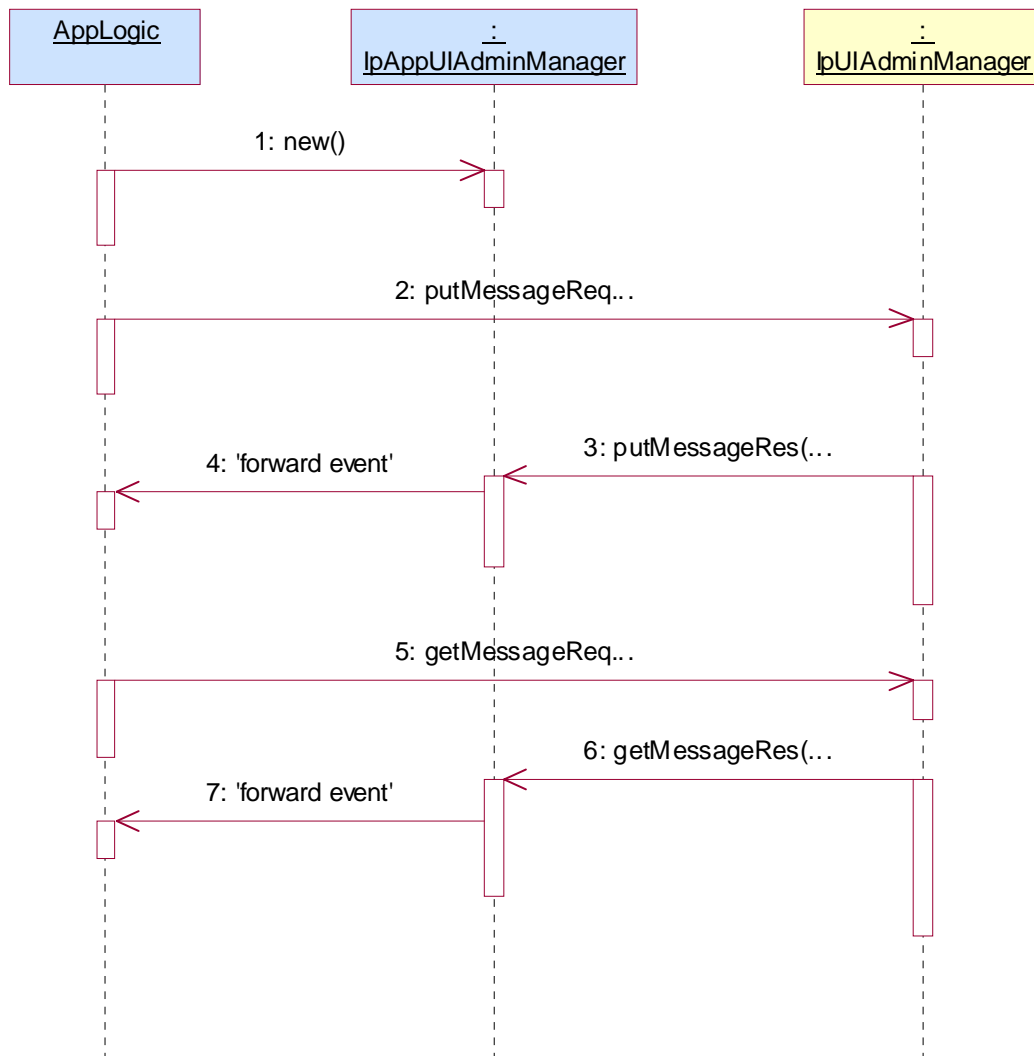 AppLogic
:
IpAppUIAdminManager
:
IpUIAdminManager
1: new()
2: putMessageReq...
3: putMessageRes(...
4: 'forward event'
5: getMessageReq...
6: getMessageRes(...
7: 'forward event'